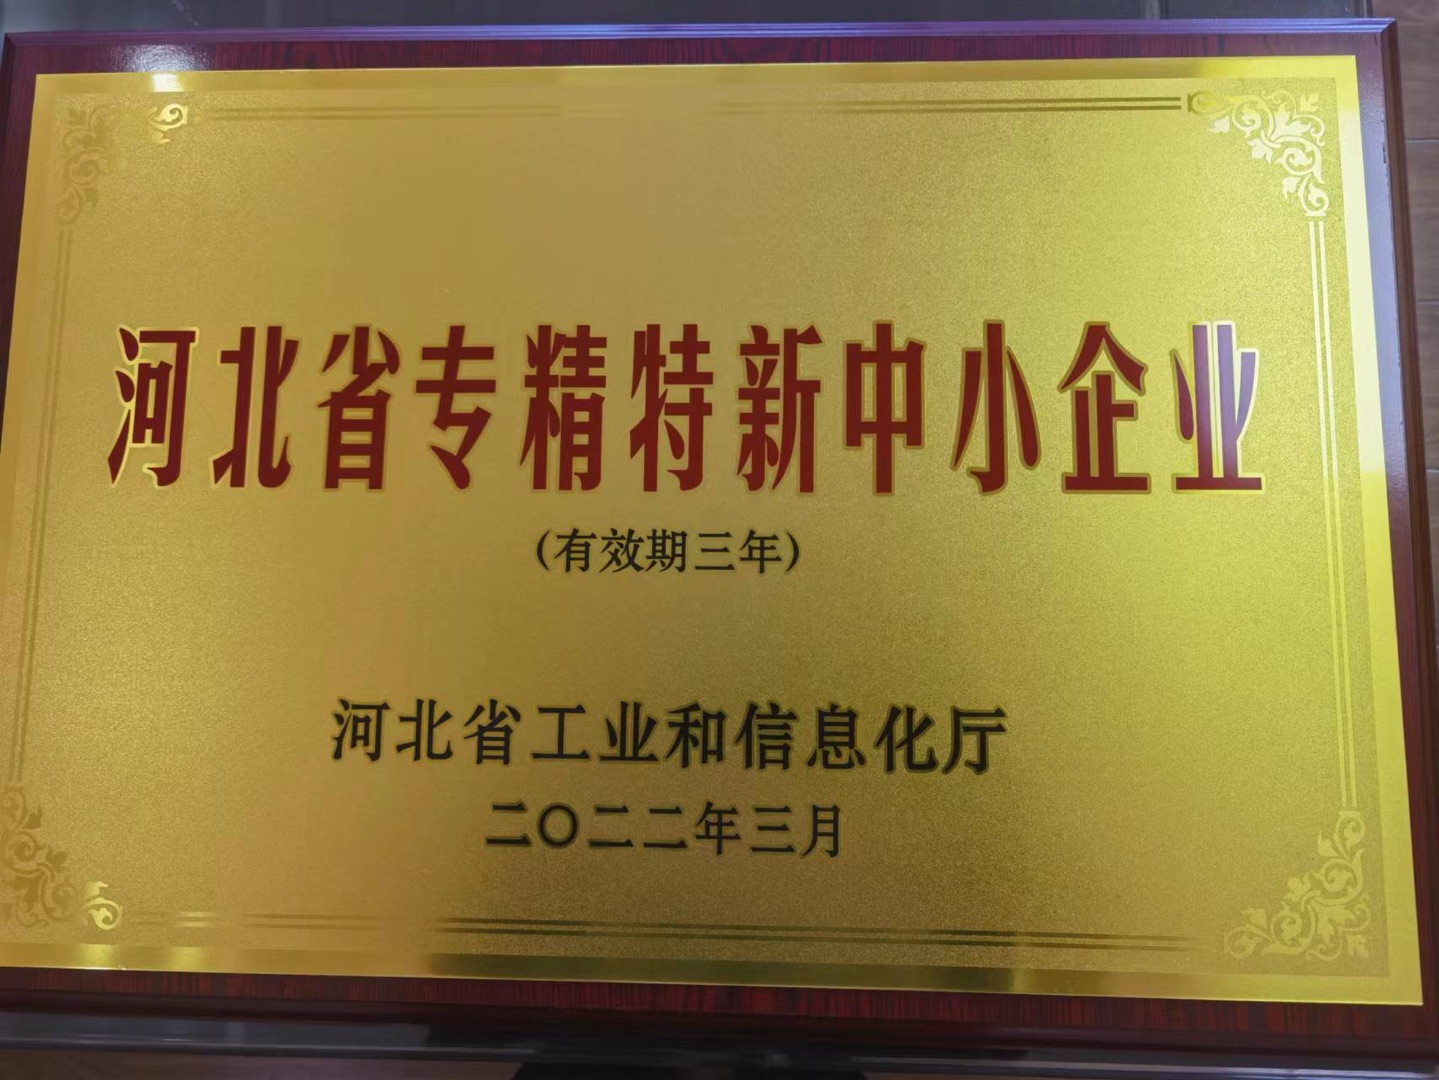 河北省专精特新中小企业
(有效期三年)
河北省工业和信息化厅
二〇二二年三月